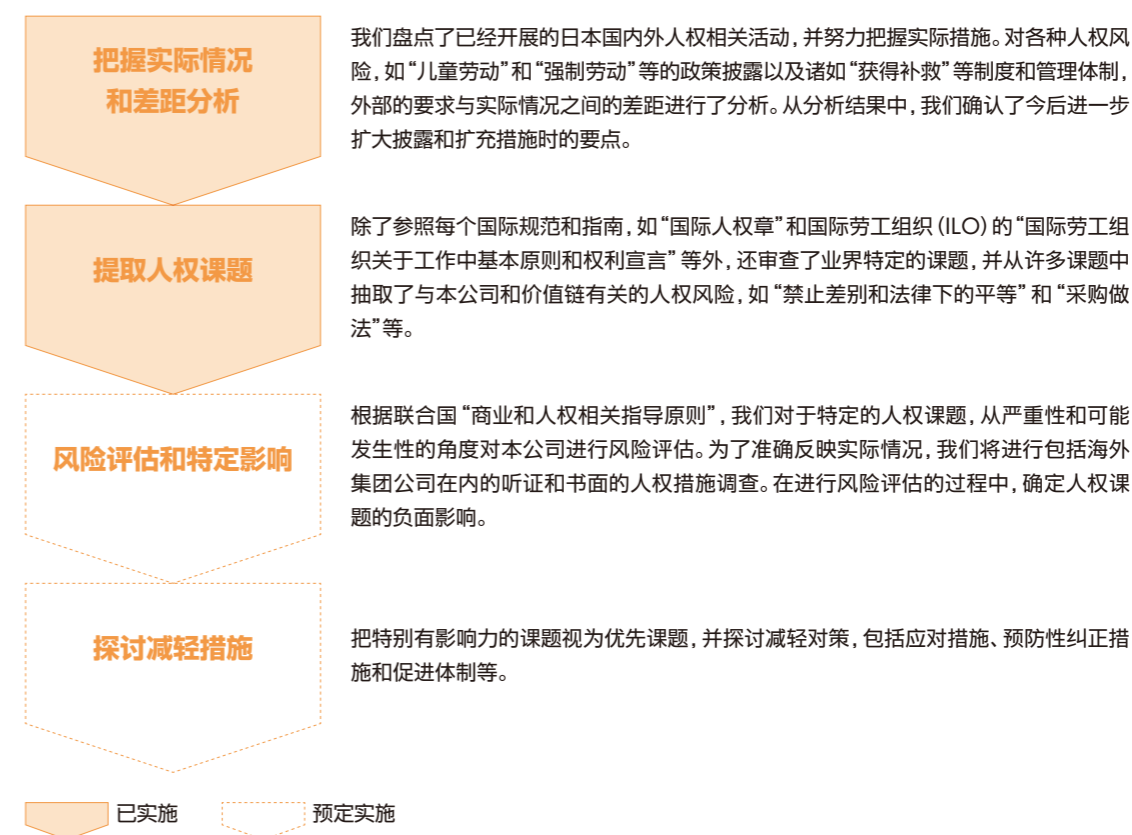 把握实际情况
和差距分析
我们盘点了已经开展的日本国内外人权相关活动，并努力把握实际措施。对各种人权风
险，如“儿童劳动”和“强制劳动”等的政策披露以及诸如“获得补救”等制度和管理体制，
外部的要求与实际情况之间的差距进行了分析。从分析结果中，我们确认了今后进一步
扩大披露和扩充措施时的要点。
提取人权课题
除了参照每个国际规范和指南，如“国际人权章”和国际劳工组织（ILO）的“国际劳工组
织关于工作中基本原则和权利宣言”等外，还审查了业界特定的课题，并从许多课题中
抽取了与本公司和价值链有关的人权风险，如“禁止差别和法律下的平等”和“采购做
法”等。
风险评估和特定影响
根据联合国“商业和人权相关指导原则”，我们对于特定的人权课题，从严重性和可能
发生性的角度对本公司进行风险评估。为了准确反映实际情况，我们将进行包括海外
集团公司在内的听证和书面的人权措施调查。在进行风险评估的过程中，确定人权课
题的负面影响。
探讨减轻措施
把特别有影响力的课题视为优先课题，并探讨减轻对策，包括应对措施、预防性纠正措
施和促进体制等。
已实施
预定实施